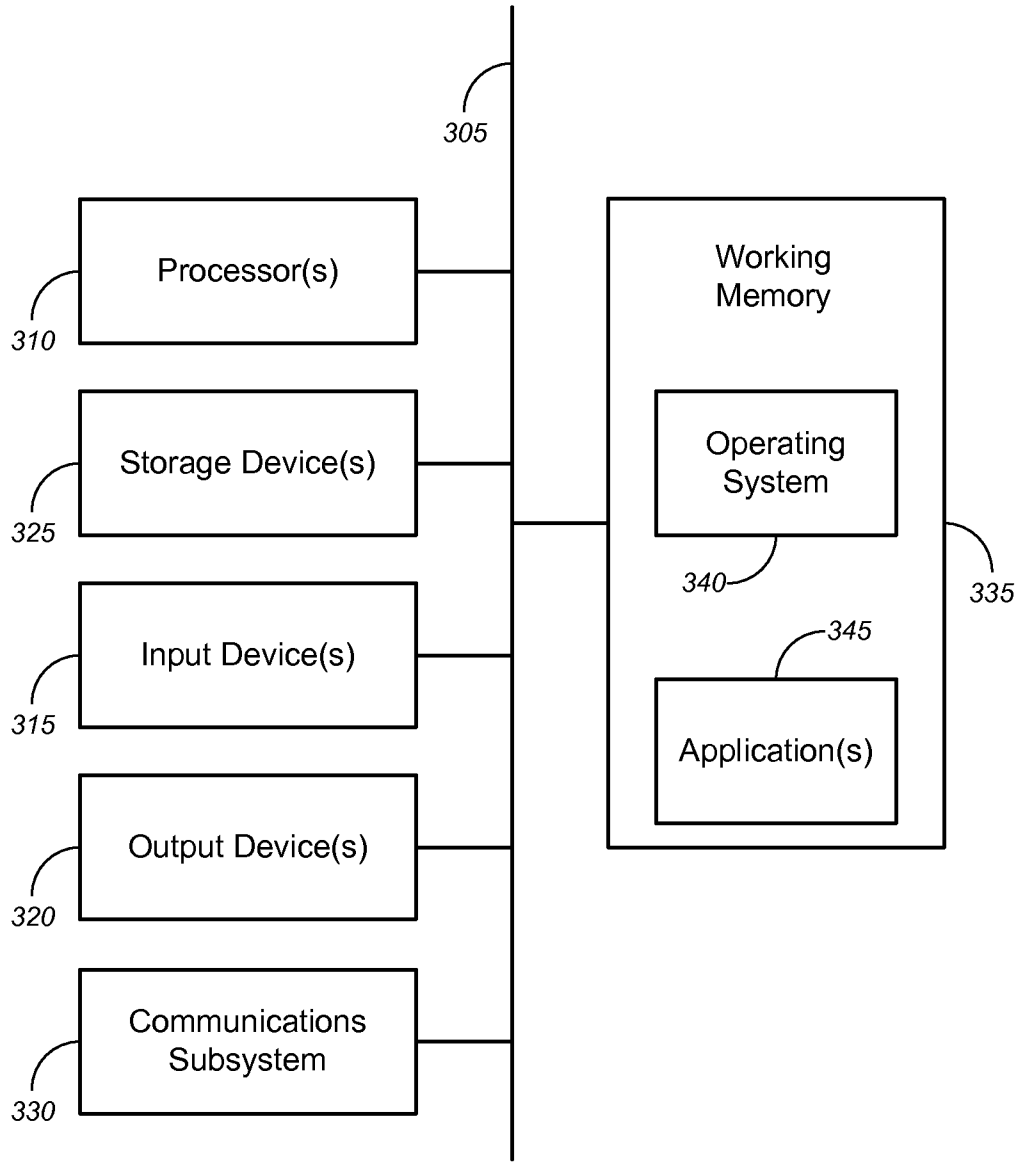 305
Processor(s)
310
Storage Device(s)
325
Input Device(s)
315
Output Device(s)
320
Communications
Subsystem
330
Working
Memory
Operating
System
340
335
345
Application(s)